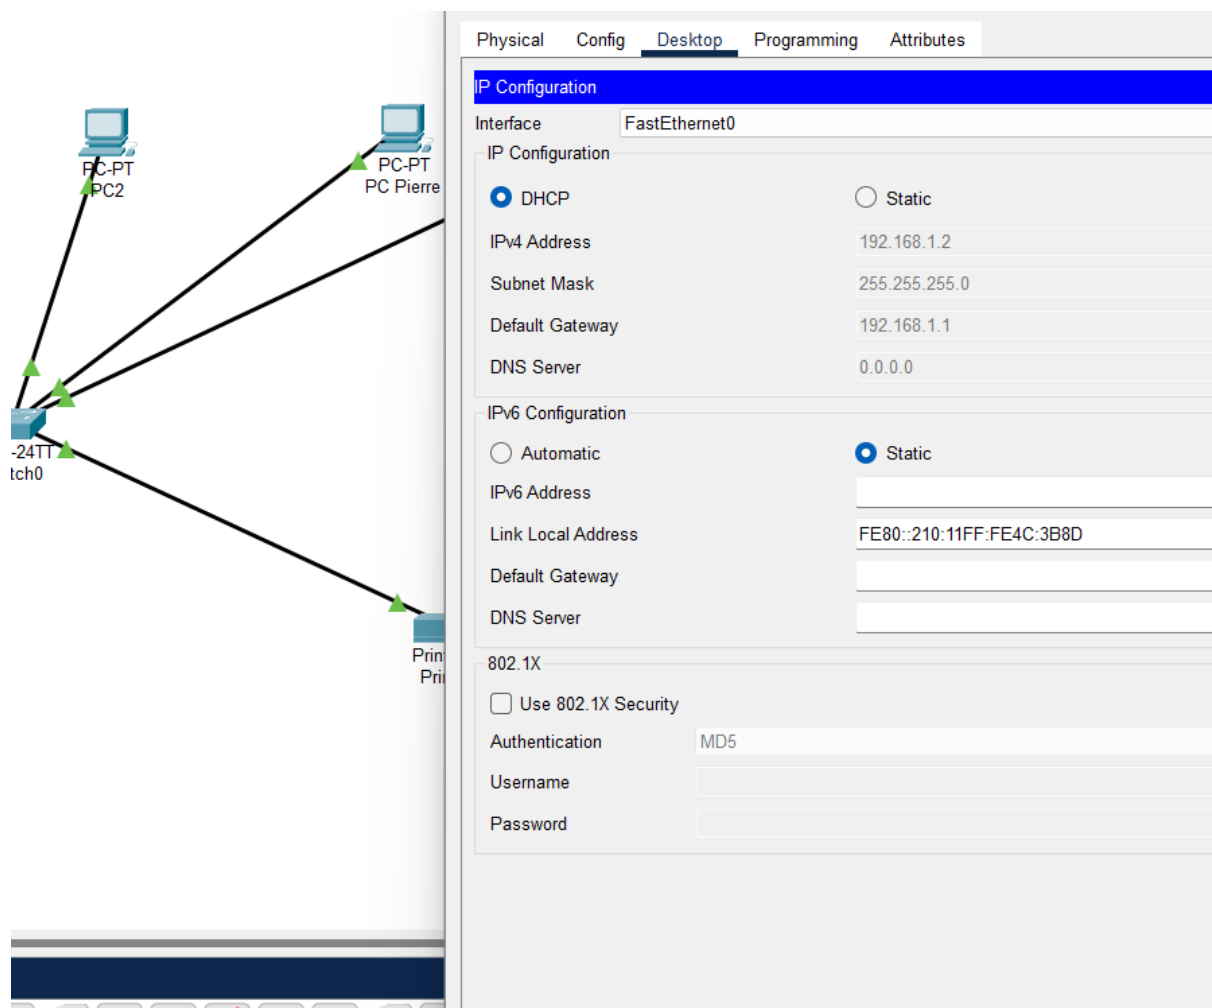 Physical Config Desktop Programming Attributes
IP Configuration
Interface FastEthernet0
IP Configuration
DHCP Static
IPv4 Address 192.168.1.2
Subnet Mask 255.255.255.0
Default Gateway 192.168.1.1
DNS Server 0.0.0.0
IPv6 Configuration
Automatic Static
IPv6 Address
Link Local Address FE80::210:11FF:FE4C:3B8D
Default Gateway
DNS Server
802.1X
Use 802.1X Security
Authentication MD5
Username
Password
PC-PT
PC2
PC-PT
PC Pierre
-24TT
tch0
Prin
Pri